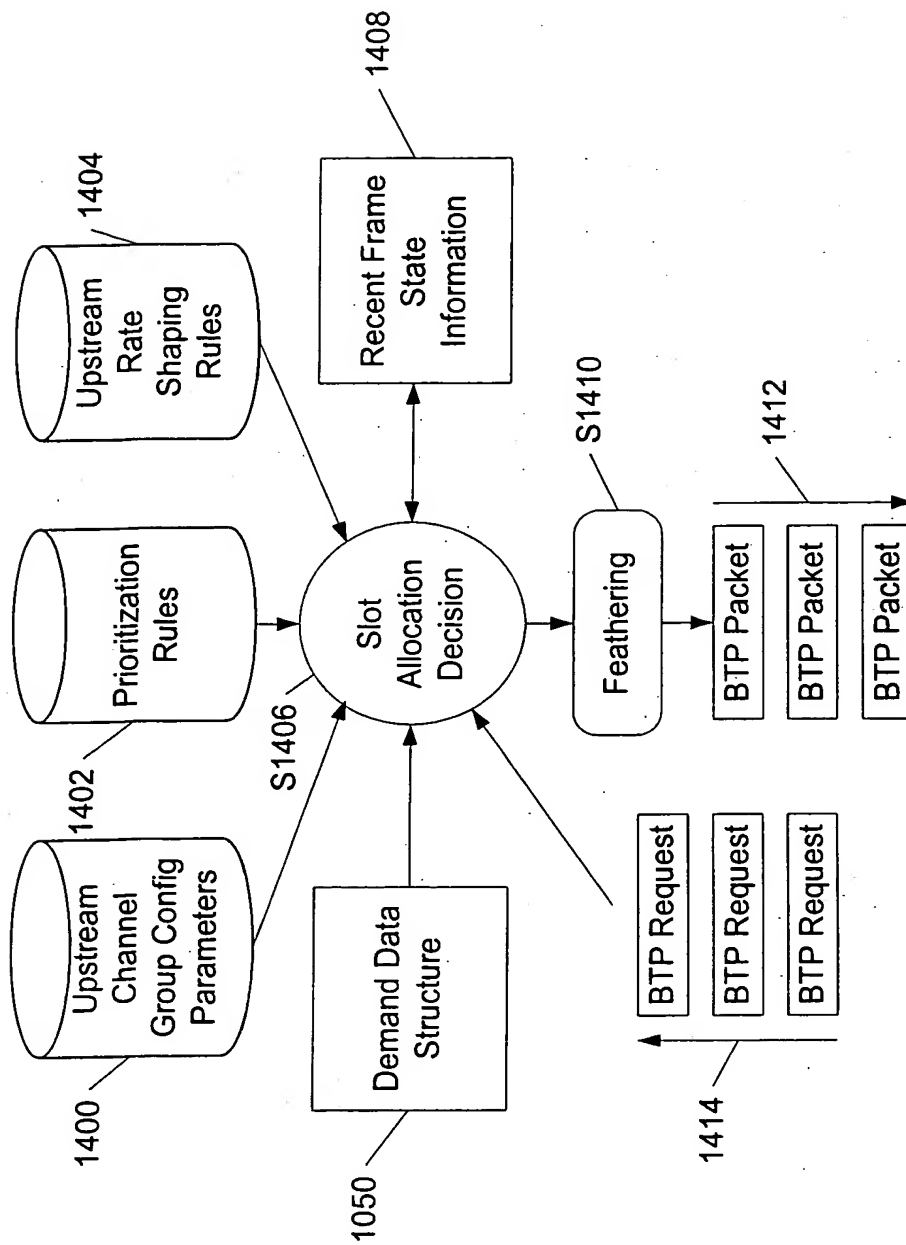 1400
Upstream
Channel
Group Config
Parameters
1402
Prioritization
Rules
1404
Upstream
Rate
Shaping
Rules
S1406
Slot
Allocation
Decision
1050
Demand Data
Structure
1408
Recent Frame
State
Information
S1410
Feathering
1412
BTP Packet
BTP Packet
BTP Packet
1414
BTP Request
BTP Request
BTP Request